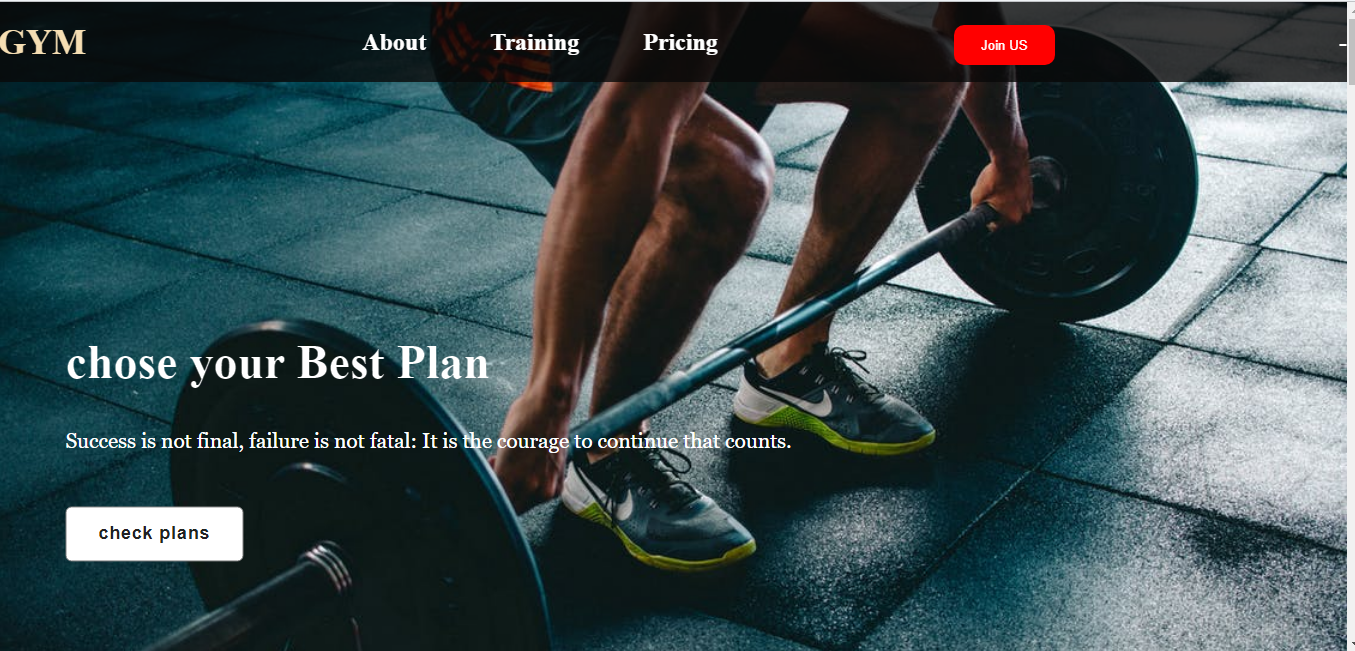 GYM About Training Pricing Join US
chose your Best Plan
Success is not final, failure is not fatal: It is the courage to continue that counts.
check plans